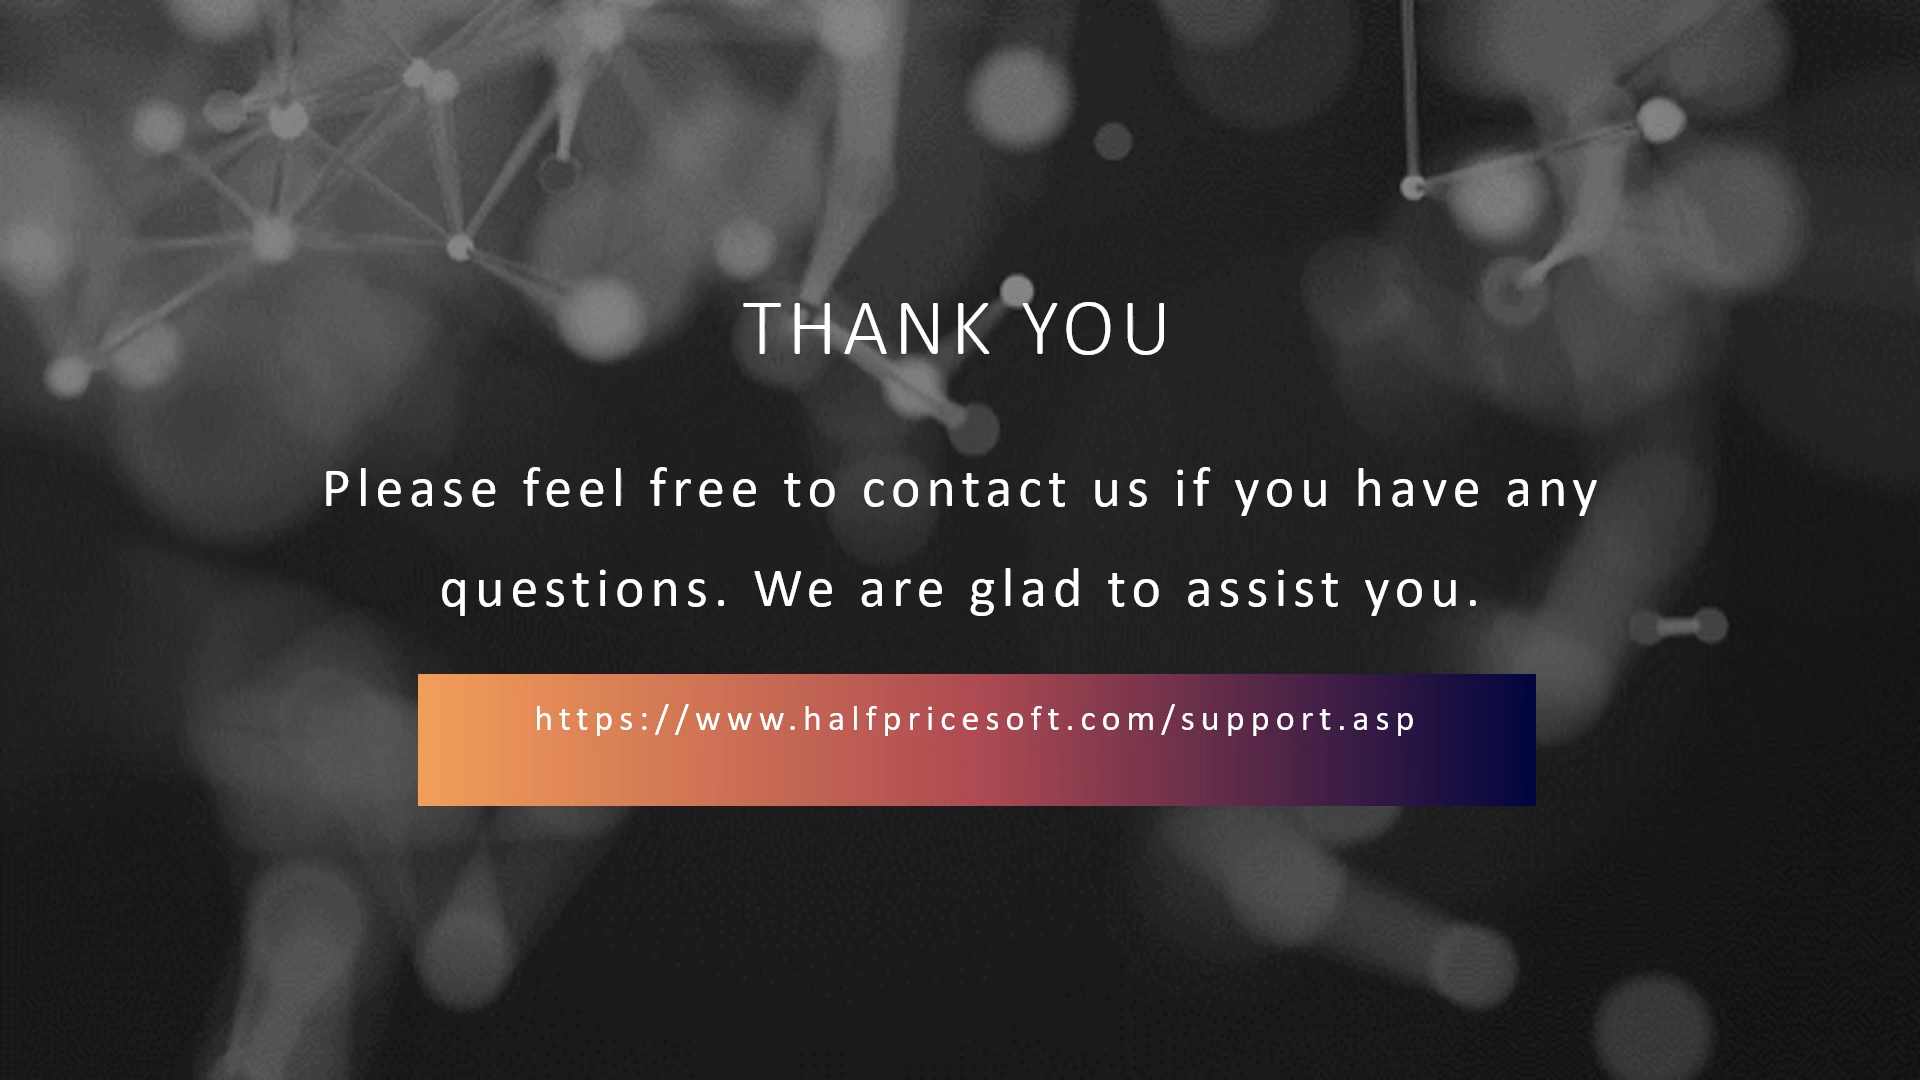 THANK YOU
Please feel free to contact us if you have any
questions. We are glad to assist you.
https://www.halfpricesoft.com/support.asp